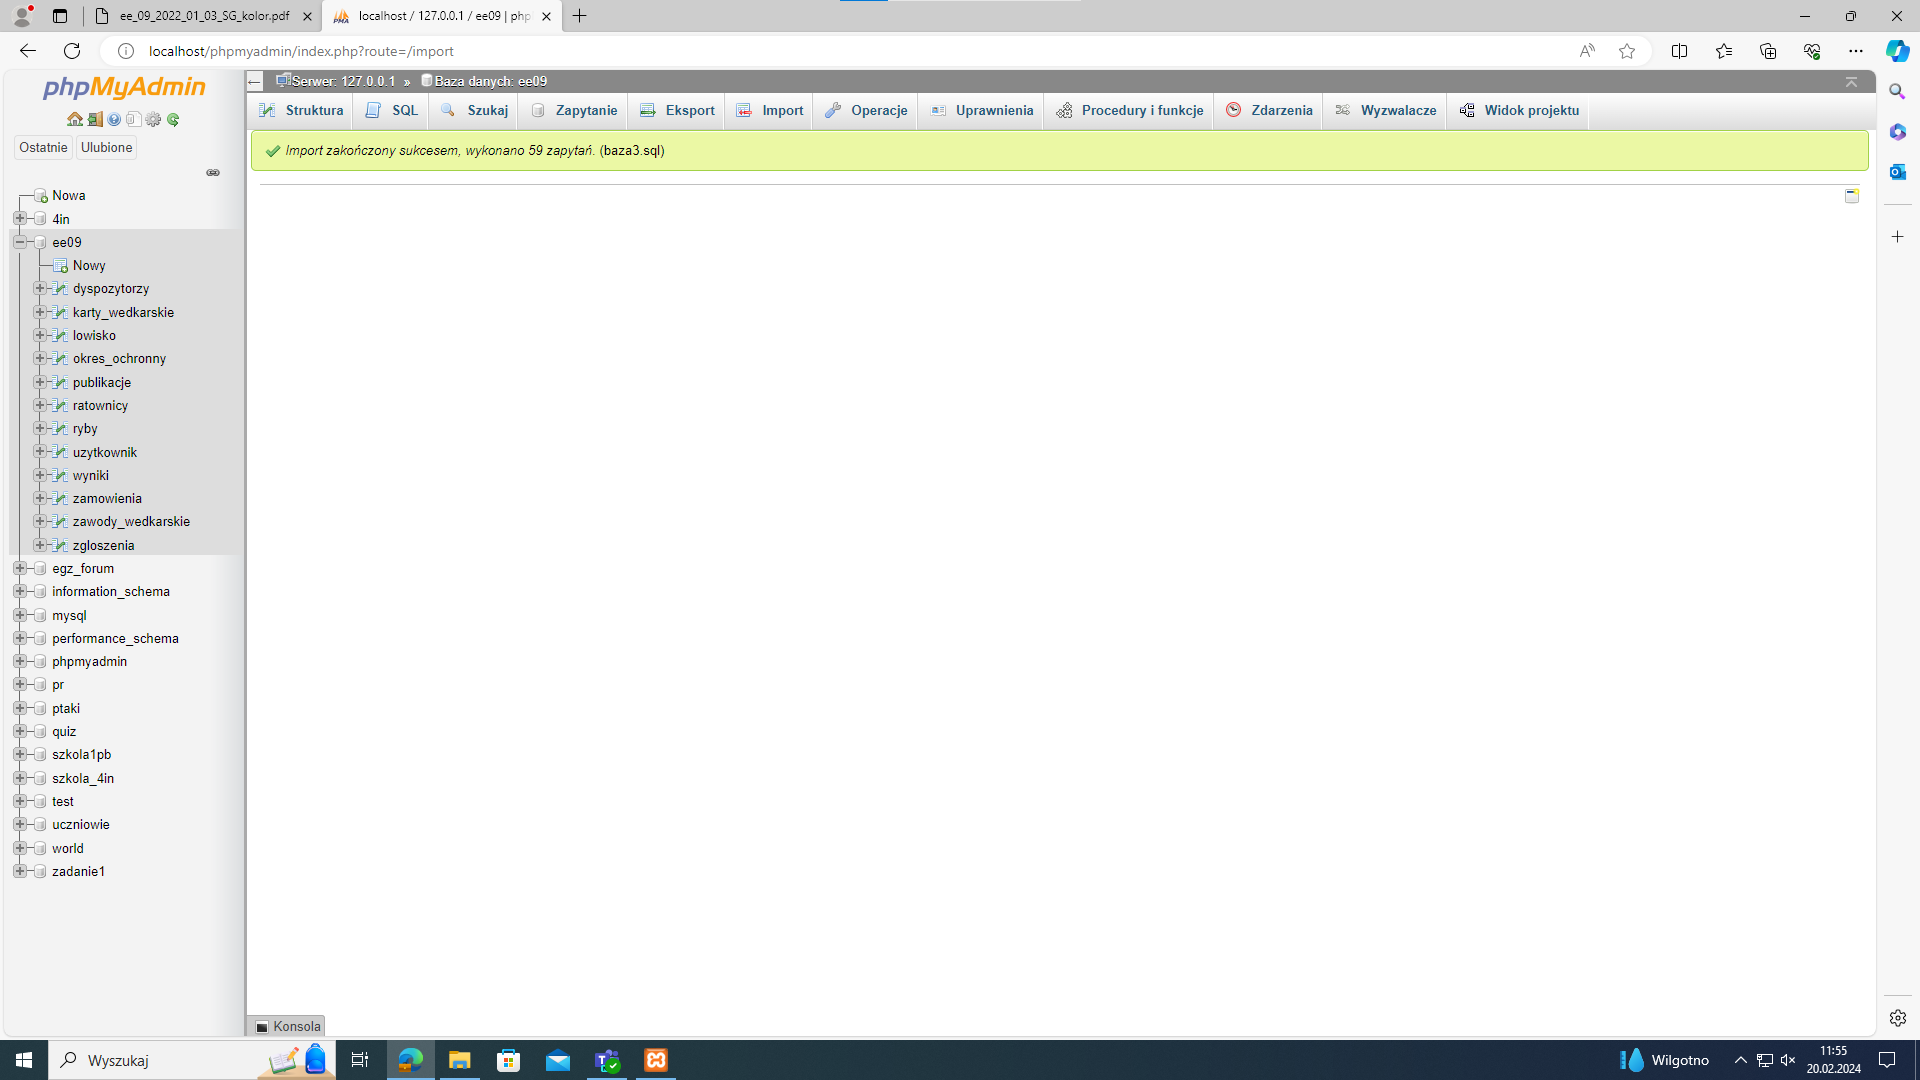 ee_09_2022_01_03_SG_kolor.pdf
localhost / 127.0.0.1 / ee09 | php
localhost/phpmyadmin/index.php?route=/import
phpMyAdmin
Ostatnie
Ulubione
Nowa
4in
ee09
Nowy
dyspozytorzy
karty_wedkarskie
lowisko
okres_ochronny
publikacje
ratownicy
ryby
uzytkownik
wyniki
zamowienia
zawody_wedkarskie
zgloszenia
egz_forum
information_schema
mysql
performance_schema
phpmyadmin
pr
ptaki
quiz
szkola1pb
szkola_4in
test
uczniowie
world
zadanie1
Serwer: 127.0.0.1 » Baza danych: ee09
Struktura SQL Szukaj Zapytanie Eksport Import Operacje Uprawnienia Procedury i funkcje Zdarzenia Wyzwalacze Widok projektu
Import zakończony sukcesem, wykonano 59 zapytań. (baza3.sql)
Konsola
Wyszukaj
Wilgotno
11:55
20.02.2024